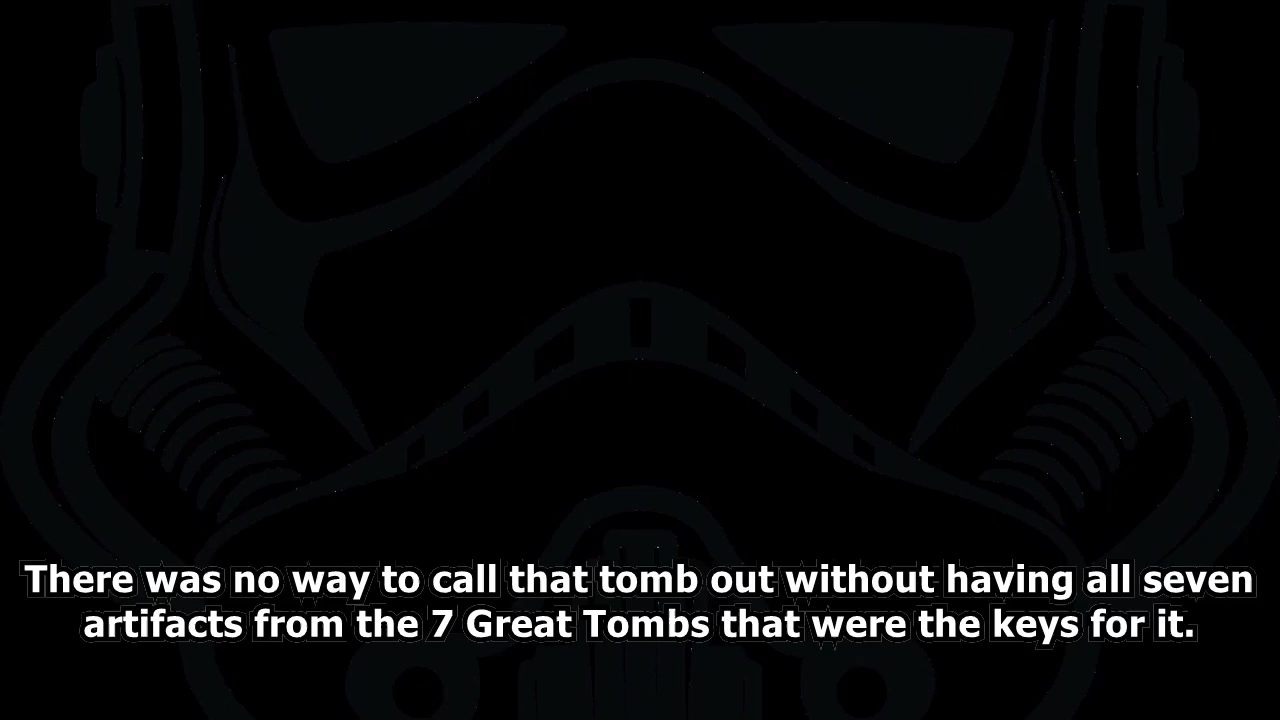 There was no way to call that tomb out without having all seven
artifacts from the 7 Great Tombs that were the keys for it.